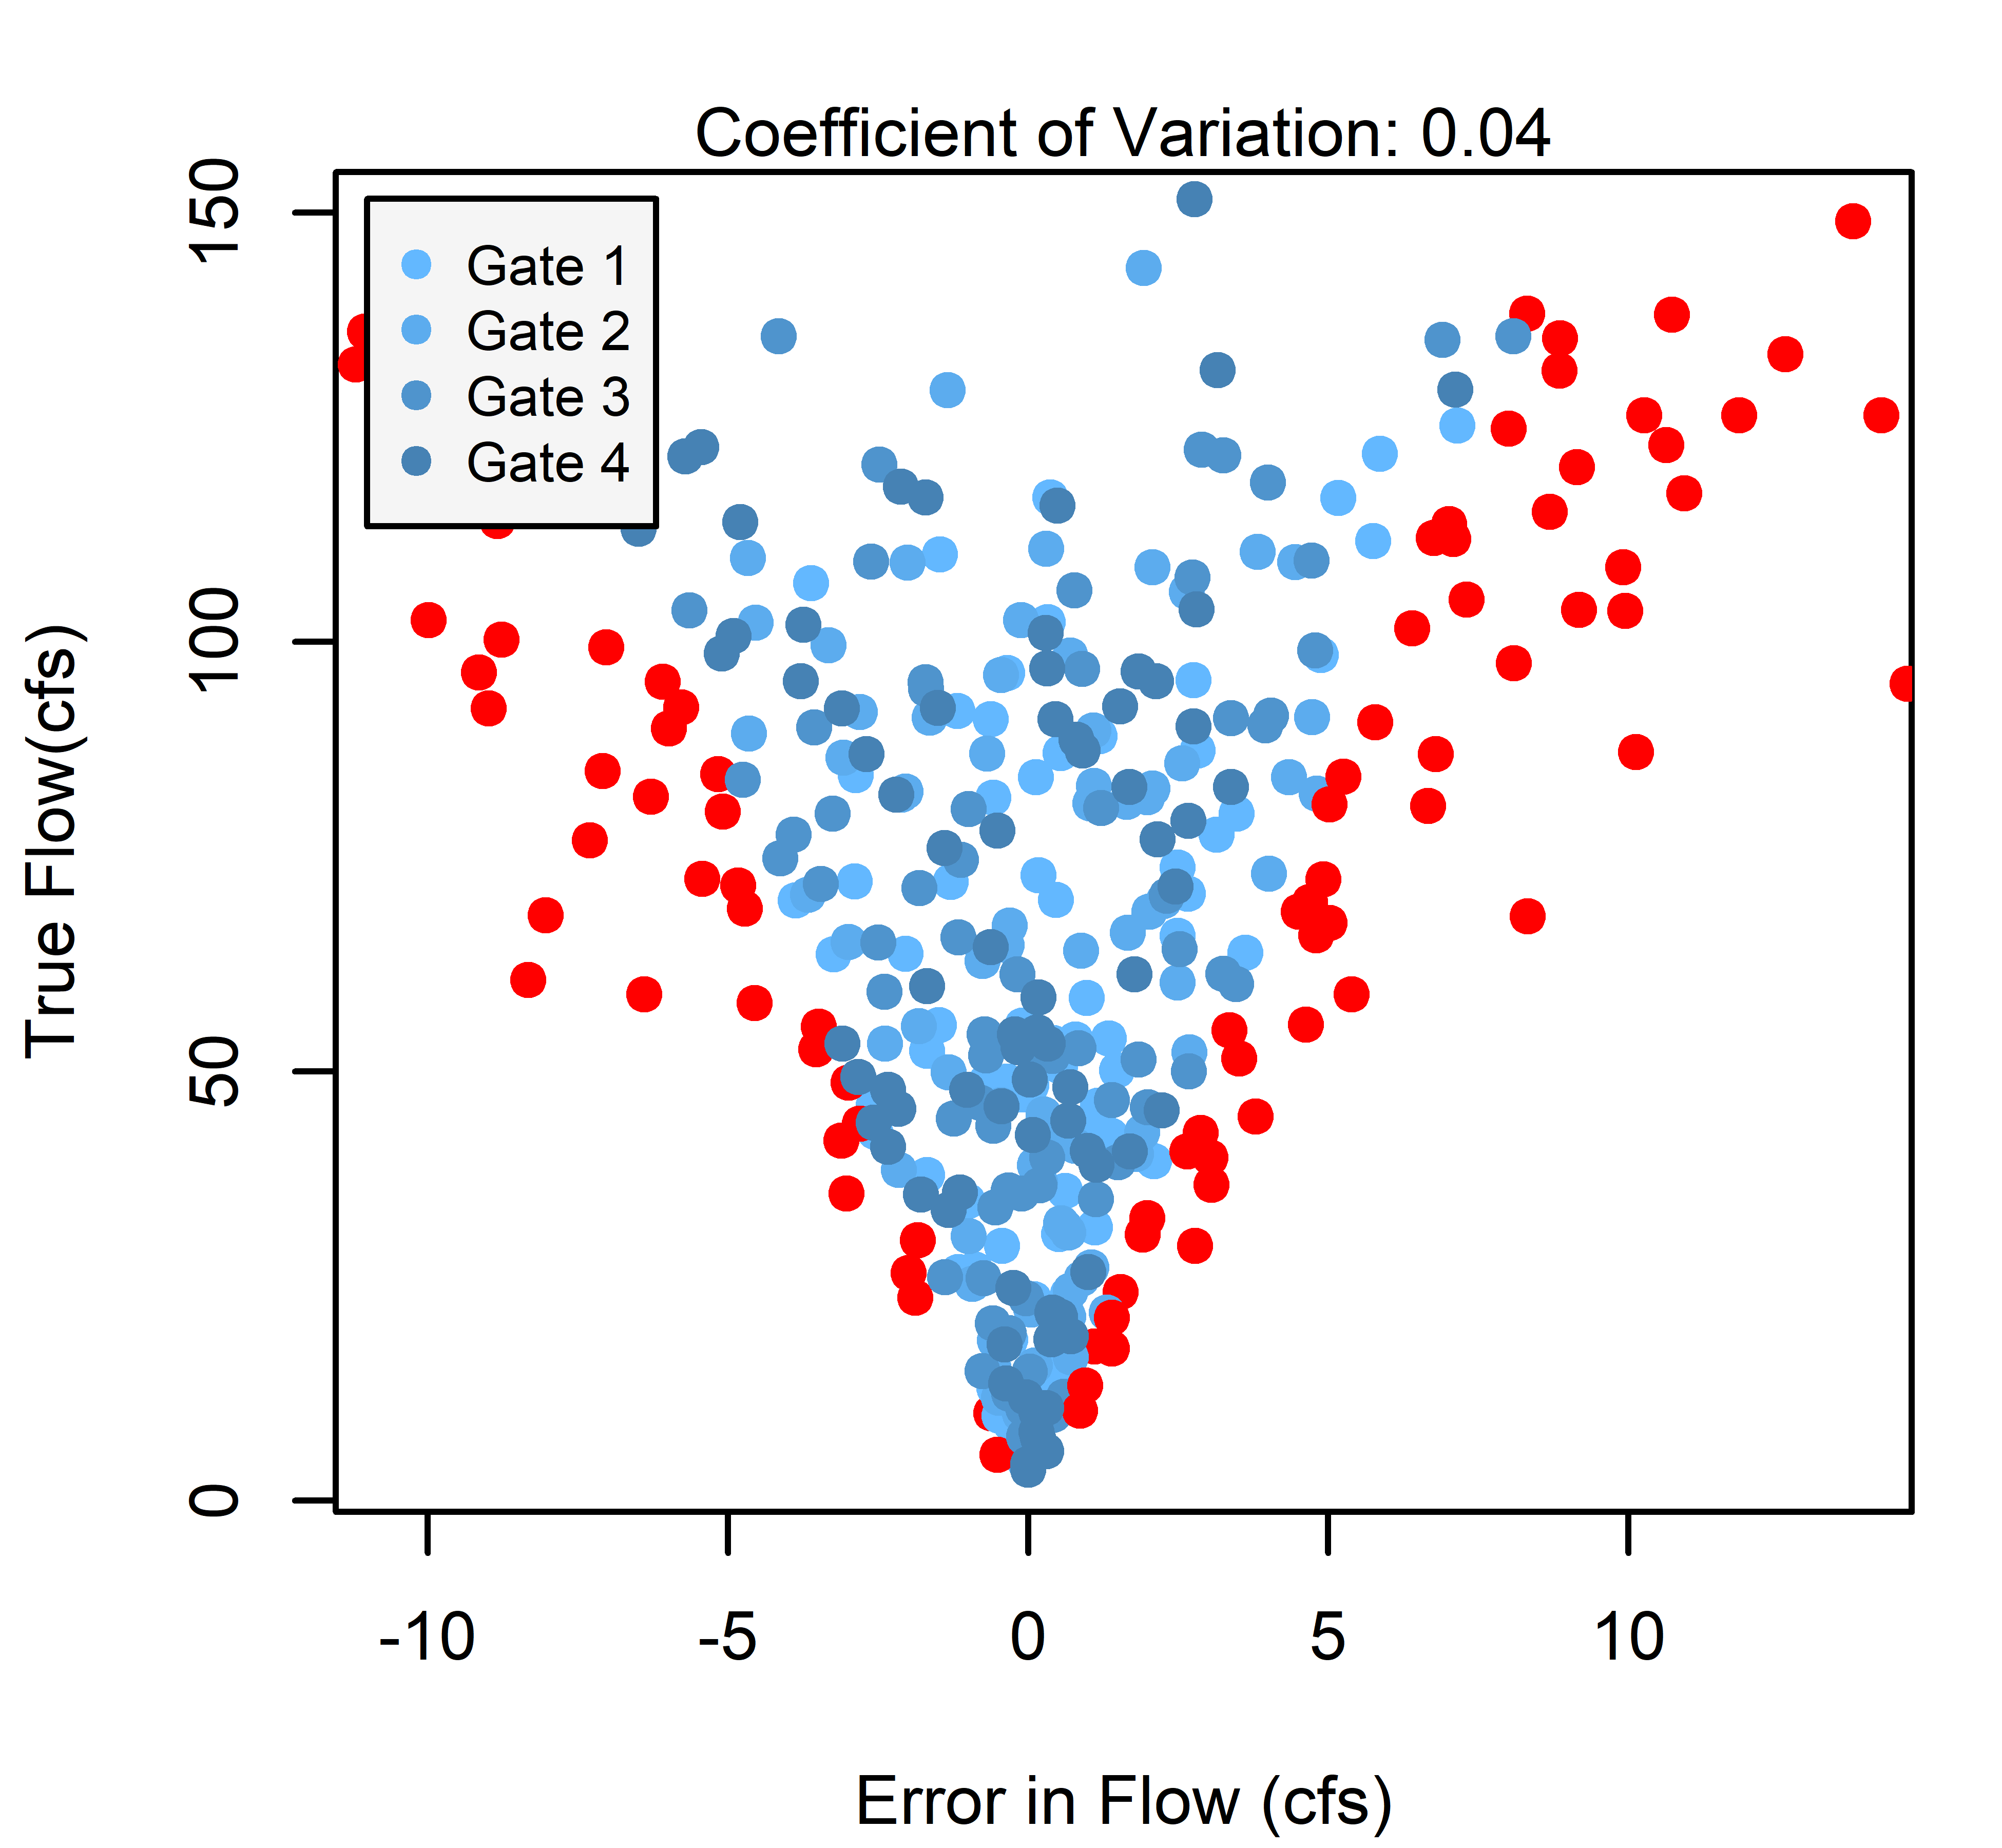 Coefficient of Variation: 0.04
Gate 1
Gate 2
Gate 3
Gate 4
True Flow(cfs)
150
100
50
0
-10 -5 0 5 10
Error in Flow (cfs)